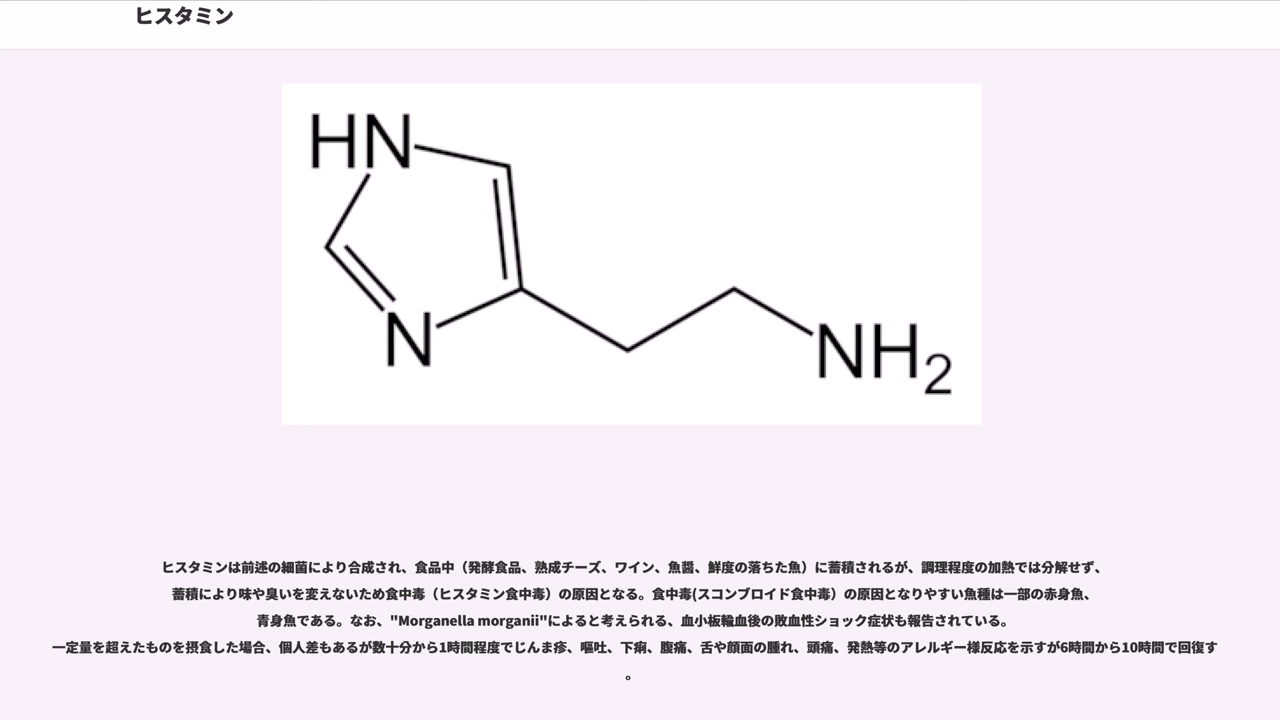 ヒスタミン
HN
N
NH2
ヒスタミンは前述の細菌により合成され、食品中（発酵食品、熟成チーズ、ワイン、魚醤、鮮度の落ちた魚）に蓄積されるが、調理程度の加熱では分解せず、
蓄積により味や臭いを変えないため食中毒（ヒスタミン食中毒）の原因となる。食中毒(スコンブロイド食中毒）の原因となりやすい魚種は一部の赤身魚、
青身魚である。なお、"Morganella morganii"によると考えられる、血小板輸血後の敗血性ショック症状も報告されている。
一定量を超えたものを摂食した場合、個人差もあるが数十分から1時間程度でじんま疹、嘔吐、下痢、腹痛、舌や顔面の腫れ、頭痛、発熱等のアレルギー様反応を示すが6時間から10時間で回復す
。